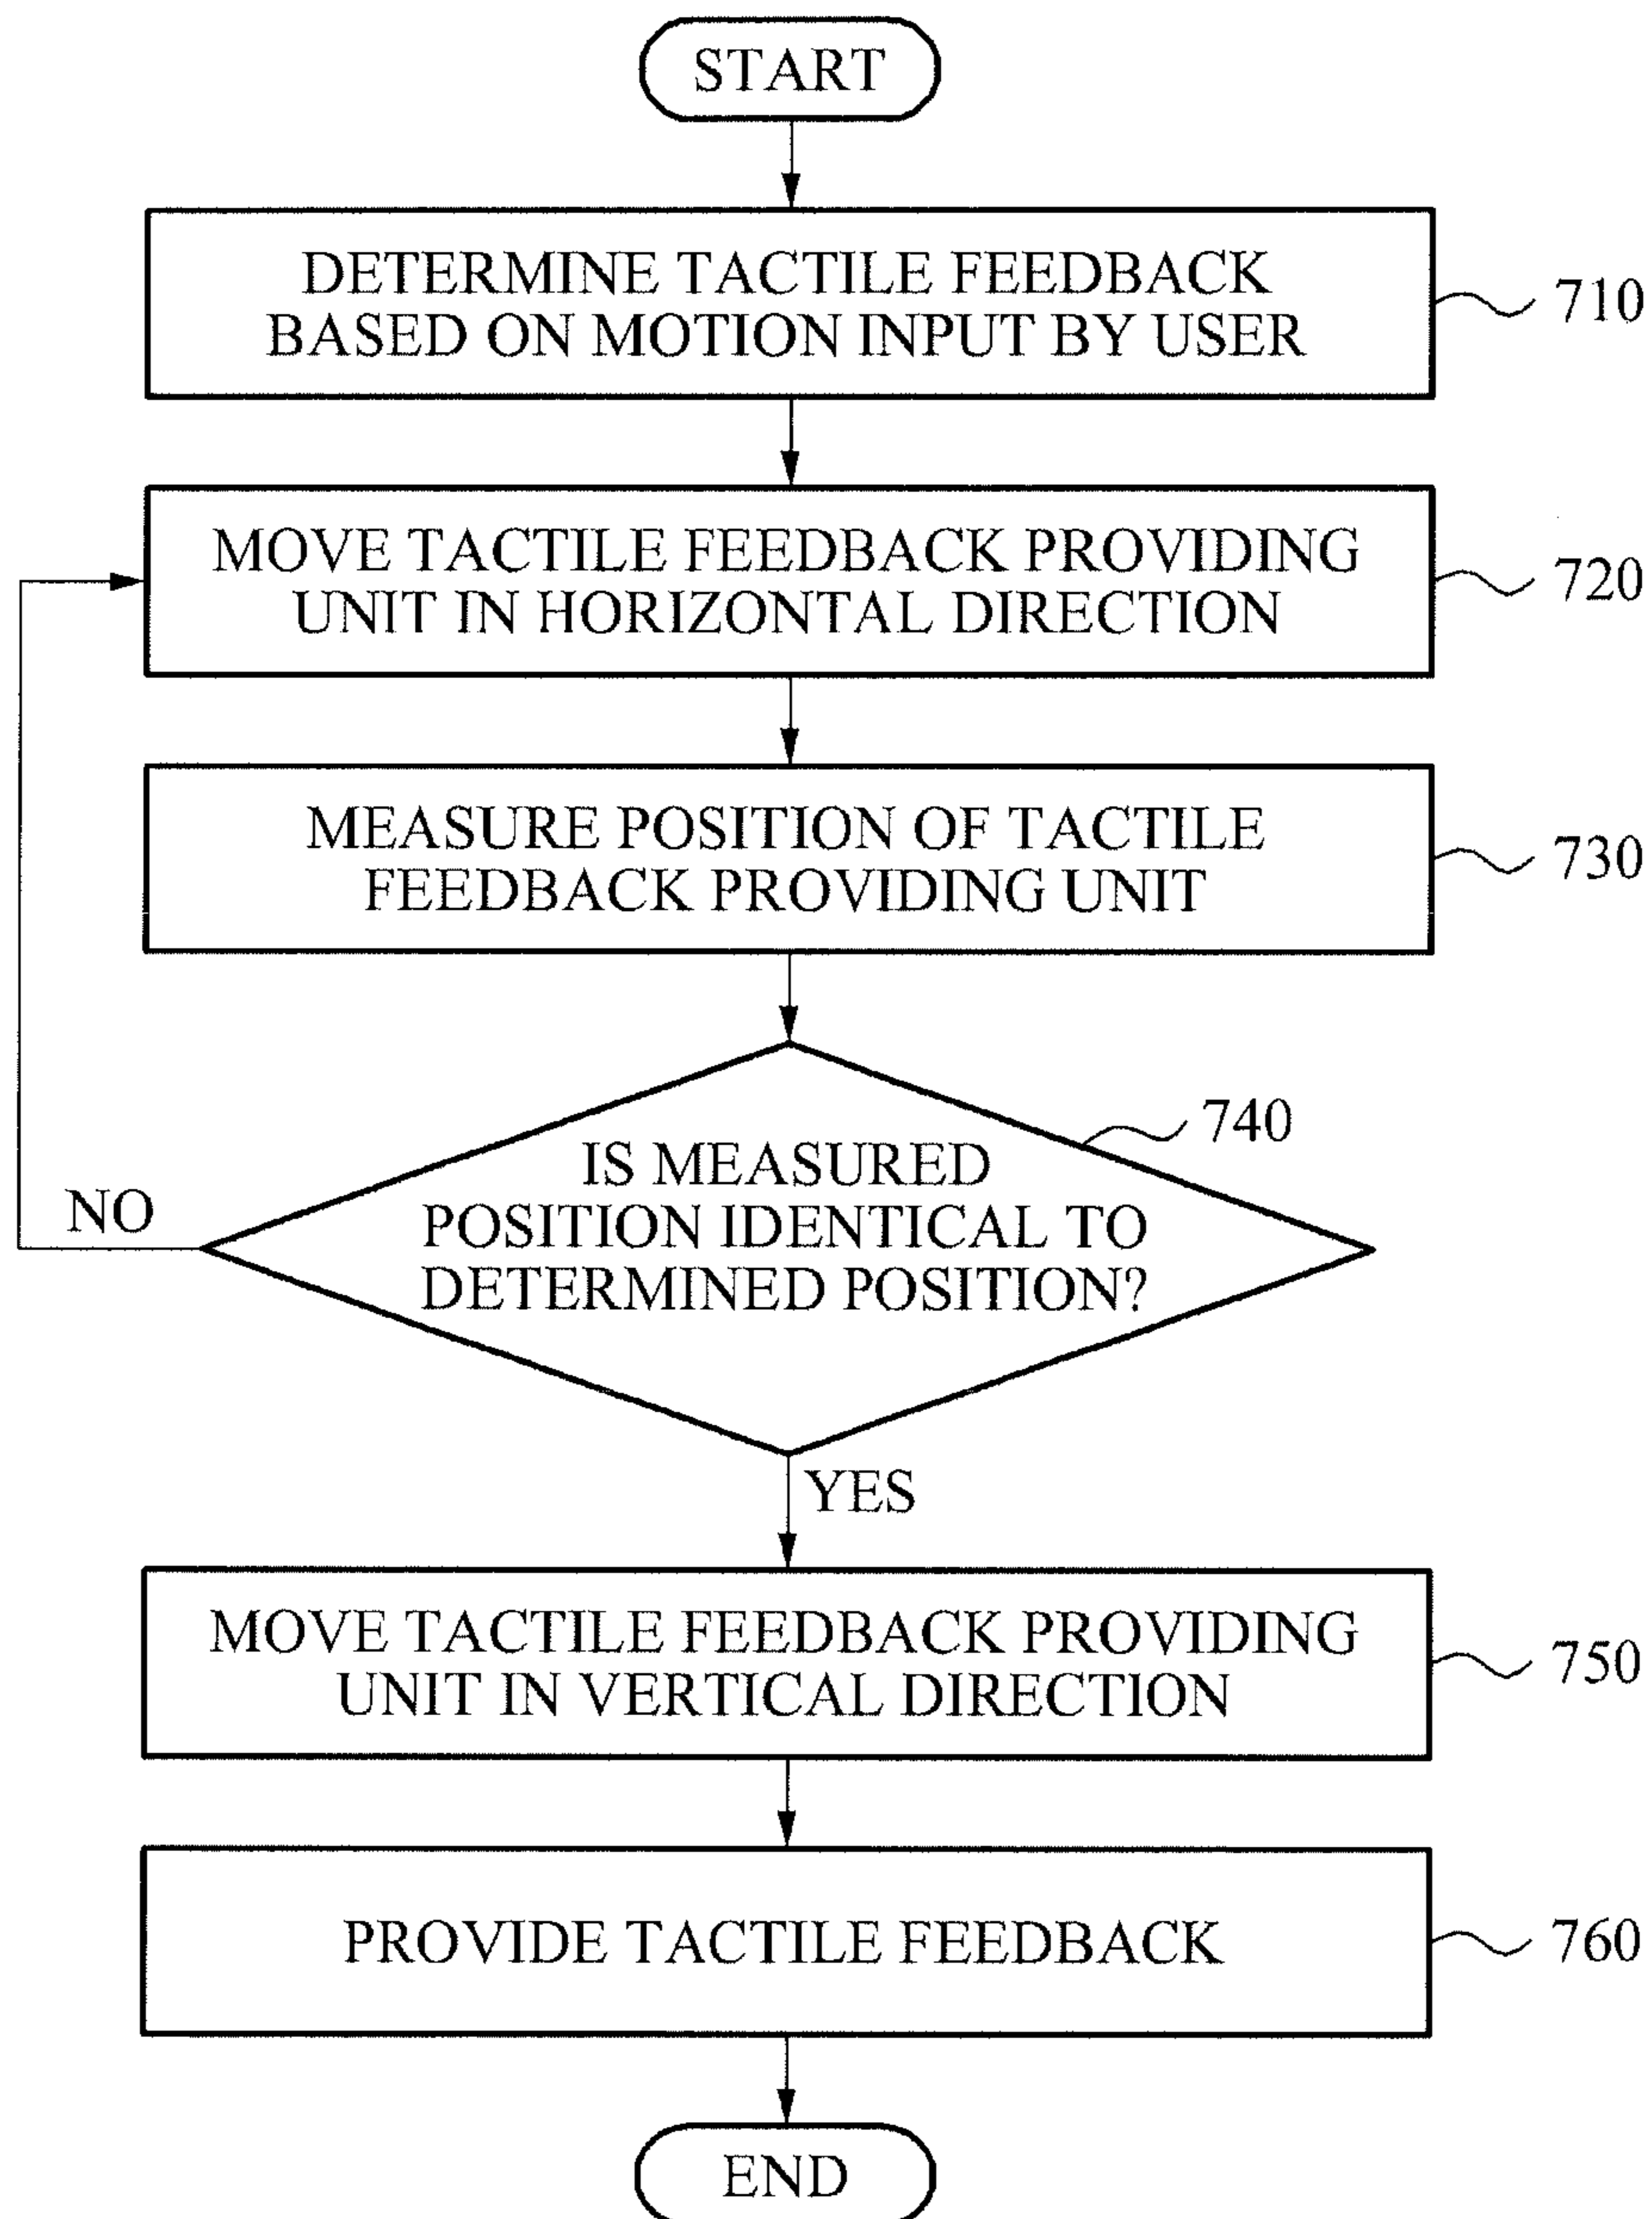 START
DETERMINE TACTILE FEEDBACK
BASED ON MOTION INPUT BY USER
710
MOVE TACTILE FEEDBACK PROVIDING
UNIT IN HORIZONTAL DIRECTION
720
MEASURE POSITION OF TACTILE
FEEDBACK PROVIDING UNIT
730
740
IS MEASURED
POSITION IDENTICAL TO
DETERMINED POSITION?
NO
YES
MOVE TACTILE FEEDBACK PROVIDING
UNIT IN VERTICAL DIRECTION
750
PROVIDE TACTILE FEEDBACK
760
END